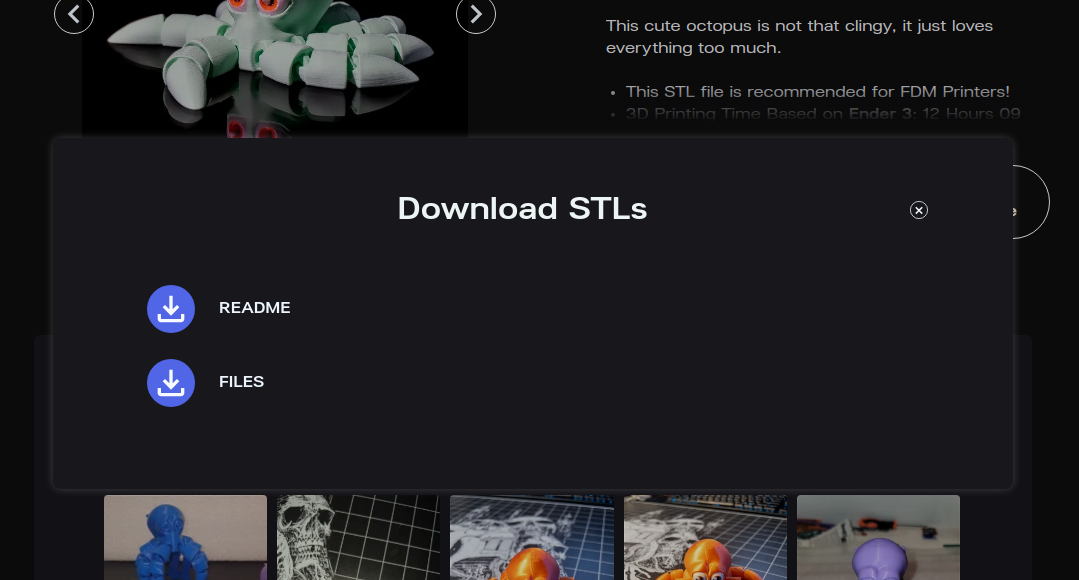 This cute octopus is not that clingy, it just loves
everything too much.
• This STL file is recommended for FDM Printers!
• 3D Printing Time Based on Ender 3: 12 Hours 09
Download STLs
README
FILES